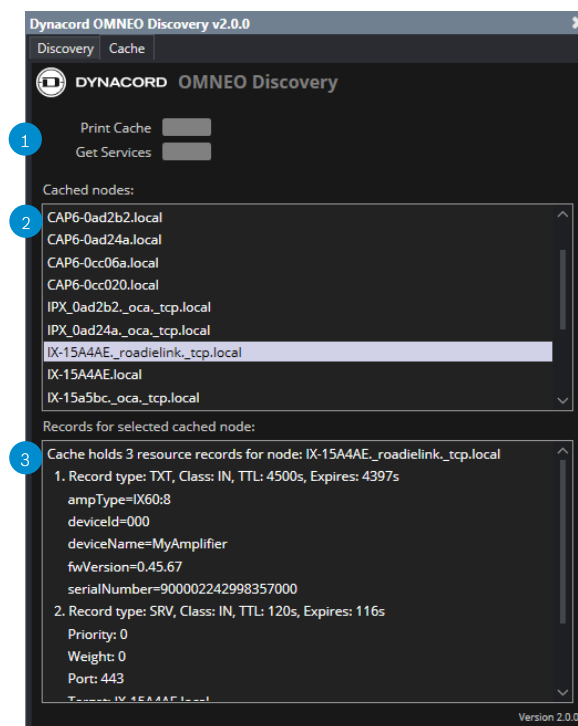 Dynacord OMNEO Discovery v2.0.0
Discovery Cache
DYNACORD OMNEO Discovery
1
Print Cache
Get Services
Cached nodes:
2
CAP6-0ad2b2.local
CAP6-0ad24a.local
CAP6-0cc06a.local
CAP6-0cc020.local
IPX_0ad2b2._oca._tcp.local
IPX_0ad24a._oca._tcp.local
IX-15A4AE._roadielink._tcp.local
IX-15A4AE.local
IX-15a5bc._oca._tcp.local
Records for selected cached node:
3
Cache holds 3 resource records for node: IX-15A4AE._roadielink._tcp.local
1. Record type: TXT, Class: IN, TTL: 4500s, Expires: 4397s
ampType=IX60:8
deviceId=000
deviceName=MyAmplifier
fwVersion=0.45.67
serialNumber=900002242998357000
2. Record type: SRV, Class: IN, TTL: 120s, Expires: 116s
Priority: 0
Weight: 0
Port: 443
Target: IX-15A4AE.local
Version 2.0.0